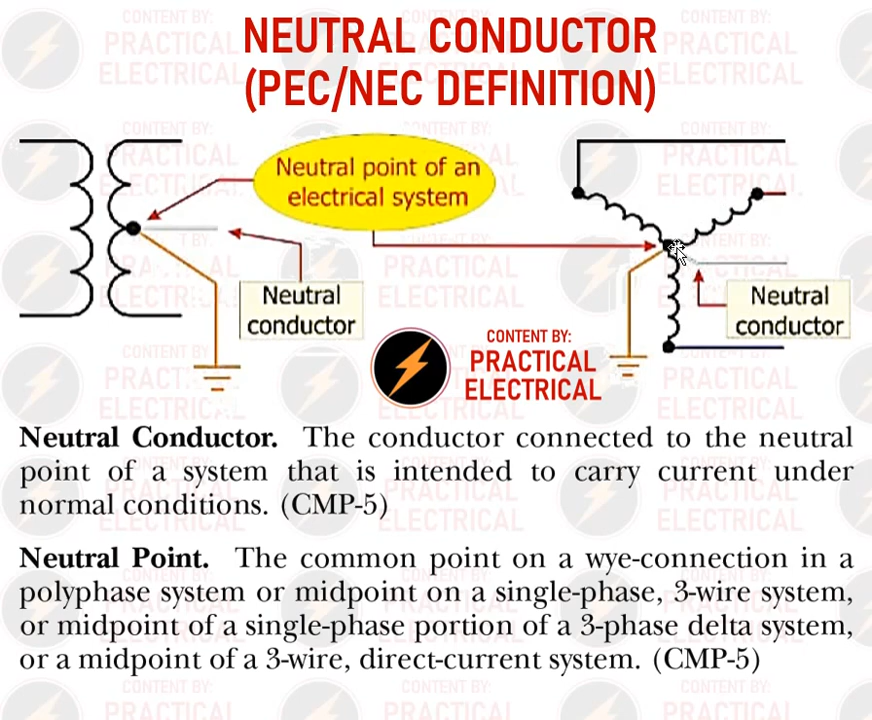 NEUTRAL CONDUCTOR
(PEC/NEC DEFINITION)
Neutral point of an
electrical system
Neutral
conductor
Neutral
conductor
CONTENT BY:
PRACTICAL
ELECTRICAL
Neutral Conductor. The conductor connected to the neutral
point of a system that is intended to carry current under
normal conditions. (CMP-5)
Neutral Point. The common point on a wye-connection in a
polyphase system or midpoint on a single-phase, 3-wire system,
or midpoint of a single-phase portion of a 3-phase delta system,
or a midpoint of a 3-wire, direct-current system. (CMP-5)